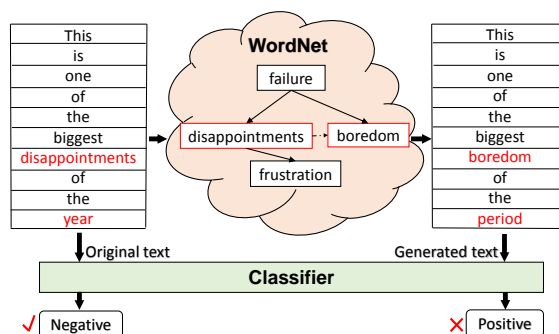 This
is
one
of
the
biggest
disappointments
of
the
year
WordNet
failure
disappointments
boredom
frustration
This
is
one
of
the
biggest
boredom
of
the
period
Original text
Generated text
Classifier
Negative
Positive